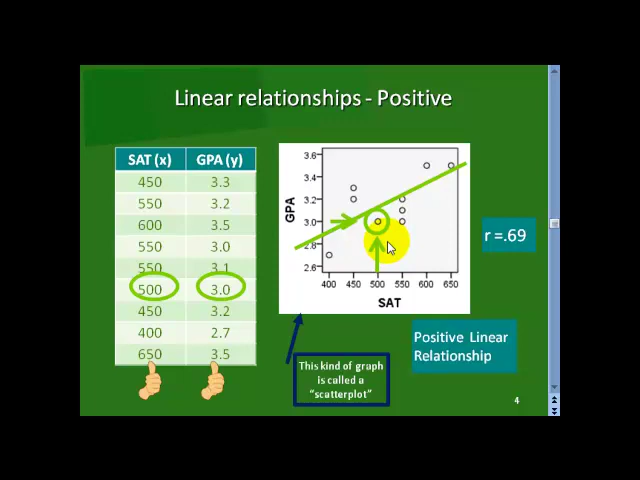 Linear relationships - Positive
SAT (x) GPA (y)
450 3.3
550 3.2
600 3.5
550 3.0
550 3.1
500 3.0
450 3.2
400 2.7
650 3.5
GPA
3.6
3.4
3.2
3.0
2.8
2.6
400 450 500 550 600 650
SAT
r =.69
Positive Linear
Relationship
This kind of graph
is called a
“scatterplot”
4